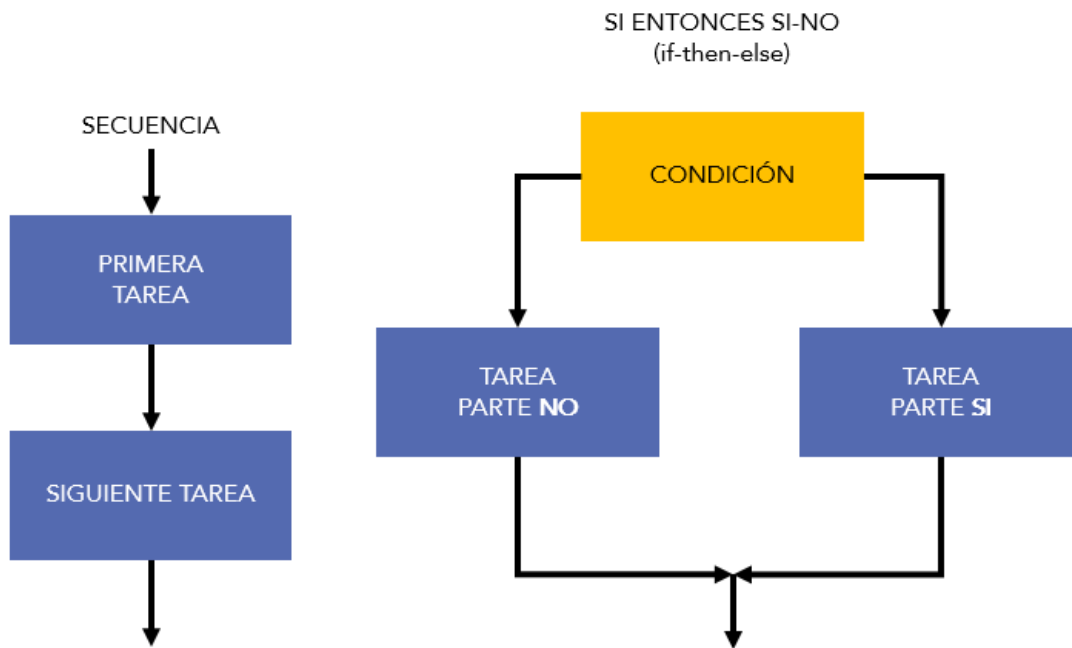 SECUENCIA
PRIMERA
TAREA
SIGUIENTE TAREA
SI ENTONCES SI-NO
(if-then-else)
CONDICIÓN
TAREA
PARTE NO
TAREA
PARTE SI